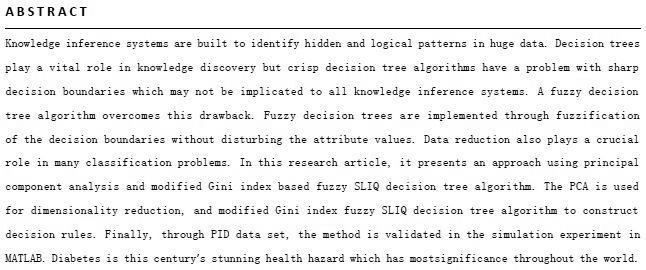 ABSTRACT
Knowledge inference systems are built to identify hidden and logical patterns in huge data. Decision trees
play a vital role in knowledge discovery but crisp decision tree algorithms have a problem with sharp
decision boundaries which may not be implicated to all knowledge inference systems. A fuzzy decision
tree algorithm overcomes this drawback. Fuzzy decision trees are implemented through fuzzification
of the decision boundaries without disturbing the attribute values. Data reduction also plays a crucial
role in many classification problems. In this research article, it presents an approach using principal
component analysis and modified Gini index based fuzzy SLIQ decision tree algorithm. The PCA is used
for dimensionality reduction, and modified Gini index fuzzy SLIQ decision tree algorithm to construct
decision rules. Finally, through PID data set, the method is validated in the simulation experiment in
MATLAB. Diabetes is this century's stunning health hazard which has mostsignificance throughout the world.